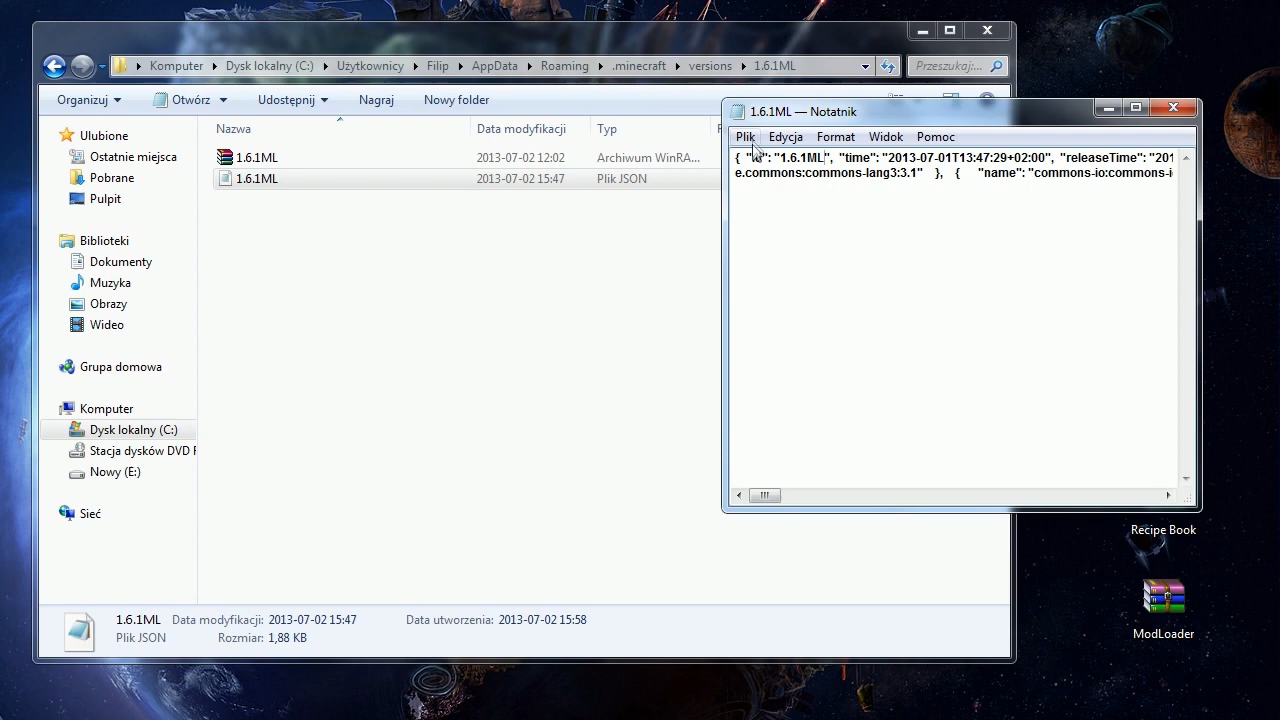 Komputer Dysk lokalny (C:) Użytkownicy Filip AppData Roaming .minecraft versions 1.6.1ML Przeszukaj:...
Organizuj Otwórz Udostępnij Nagraj Nowy folder
Nazwa Data modyfikacji Typ
1.6.1ML 2013-07-02 12:02 Archiwum WinRA...
1.6.1ML 2013-07-02 15:47 Plik JSON
Ulubione
Ostatnie miejsca
Pobrane
Pulpit
Biblioteki
Dokumenty
Muzyka
Obrazy
Wideo
Grupa domowa
Komputer
Dysk lokalny (C:)
Stacja dysków DVD
Nowy (E:)
Sieć
1.6.1ML Data modyfikacji: 2013-07-02 15:47 Data utworzenia: 2013-07-02 15:58
Plik JSON Rozmiar: 1,88 KB
1.6.1ML — Notatnik
Plik Edycja Format Widok Pomoc
{ "1.6.1ML", "time": "2013-07-01T13:47:29+02:00", "releaseTime": "201
e.commons:commons-lang3:3.1" }, { "name": "commons-io:commons-i
Recipe Book
ModLoader